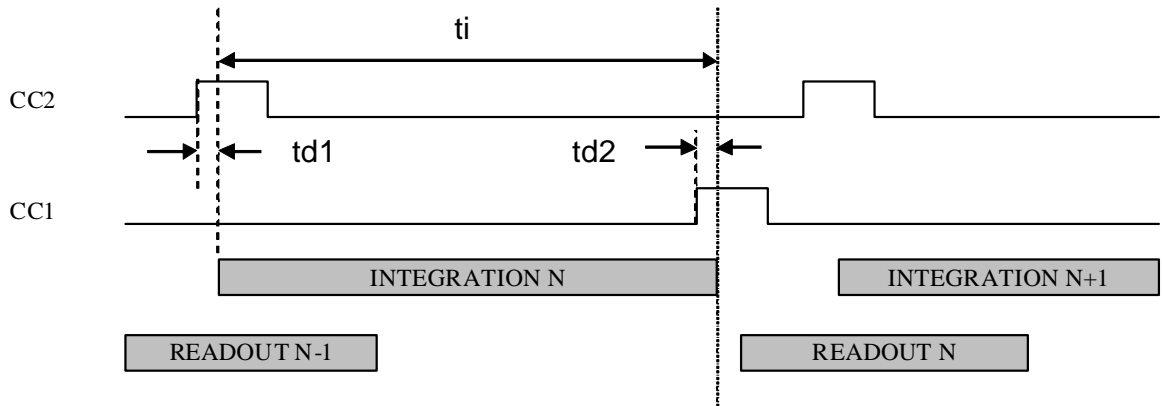 ti
CC2
td1
td2
CC1
INTEGRATION N
INTEGRATION N+1
READOUT N-1
READOUT N